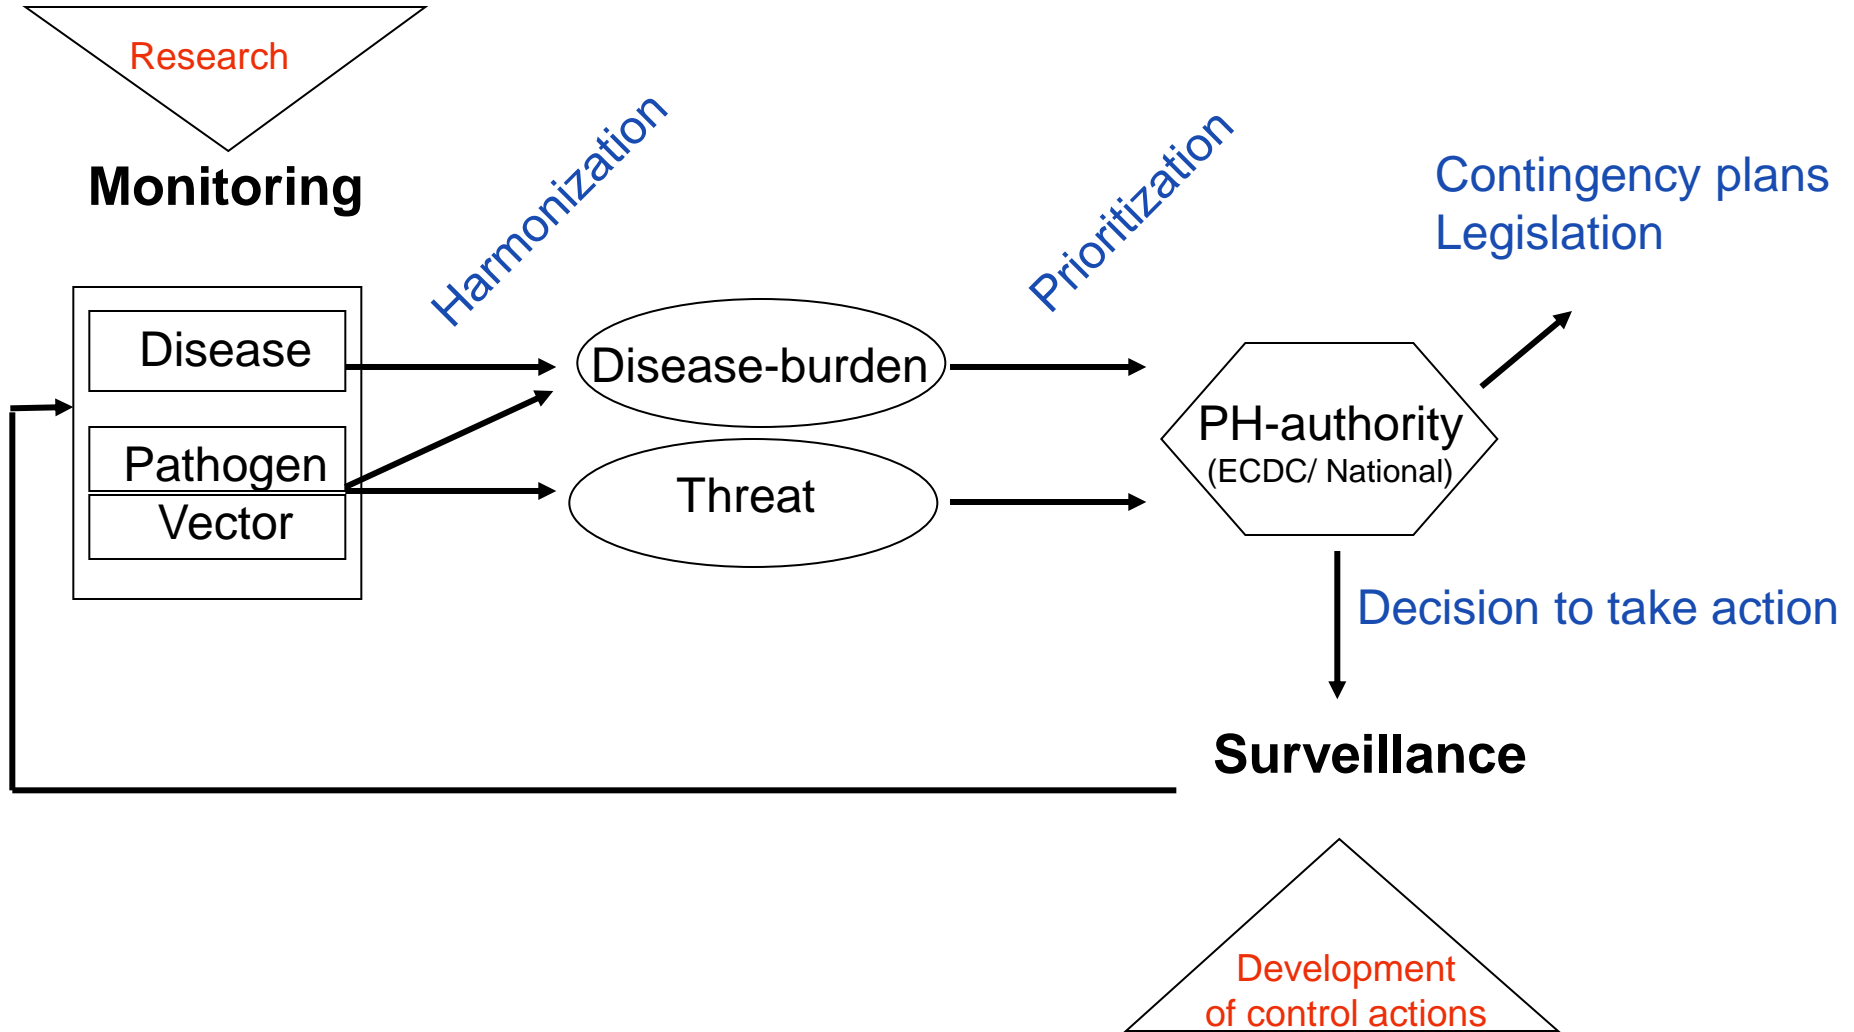 Research
Monitoring
Harmonization
Prioritization
Contingency plans
Legislation
Disease
Pathogen
Vector
Disease-burden
Threat
PH-authority
(ECDC/ National)
Decision to take action
Surveillance
Development
of control actions